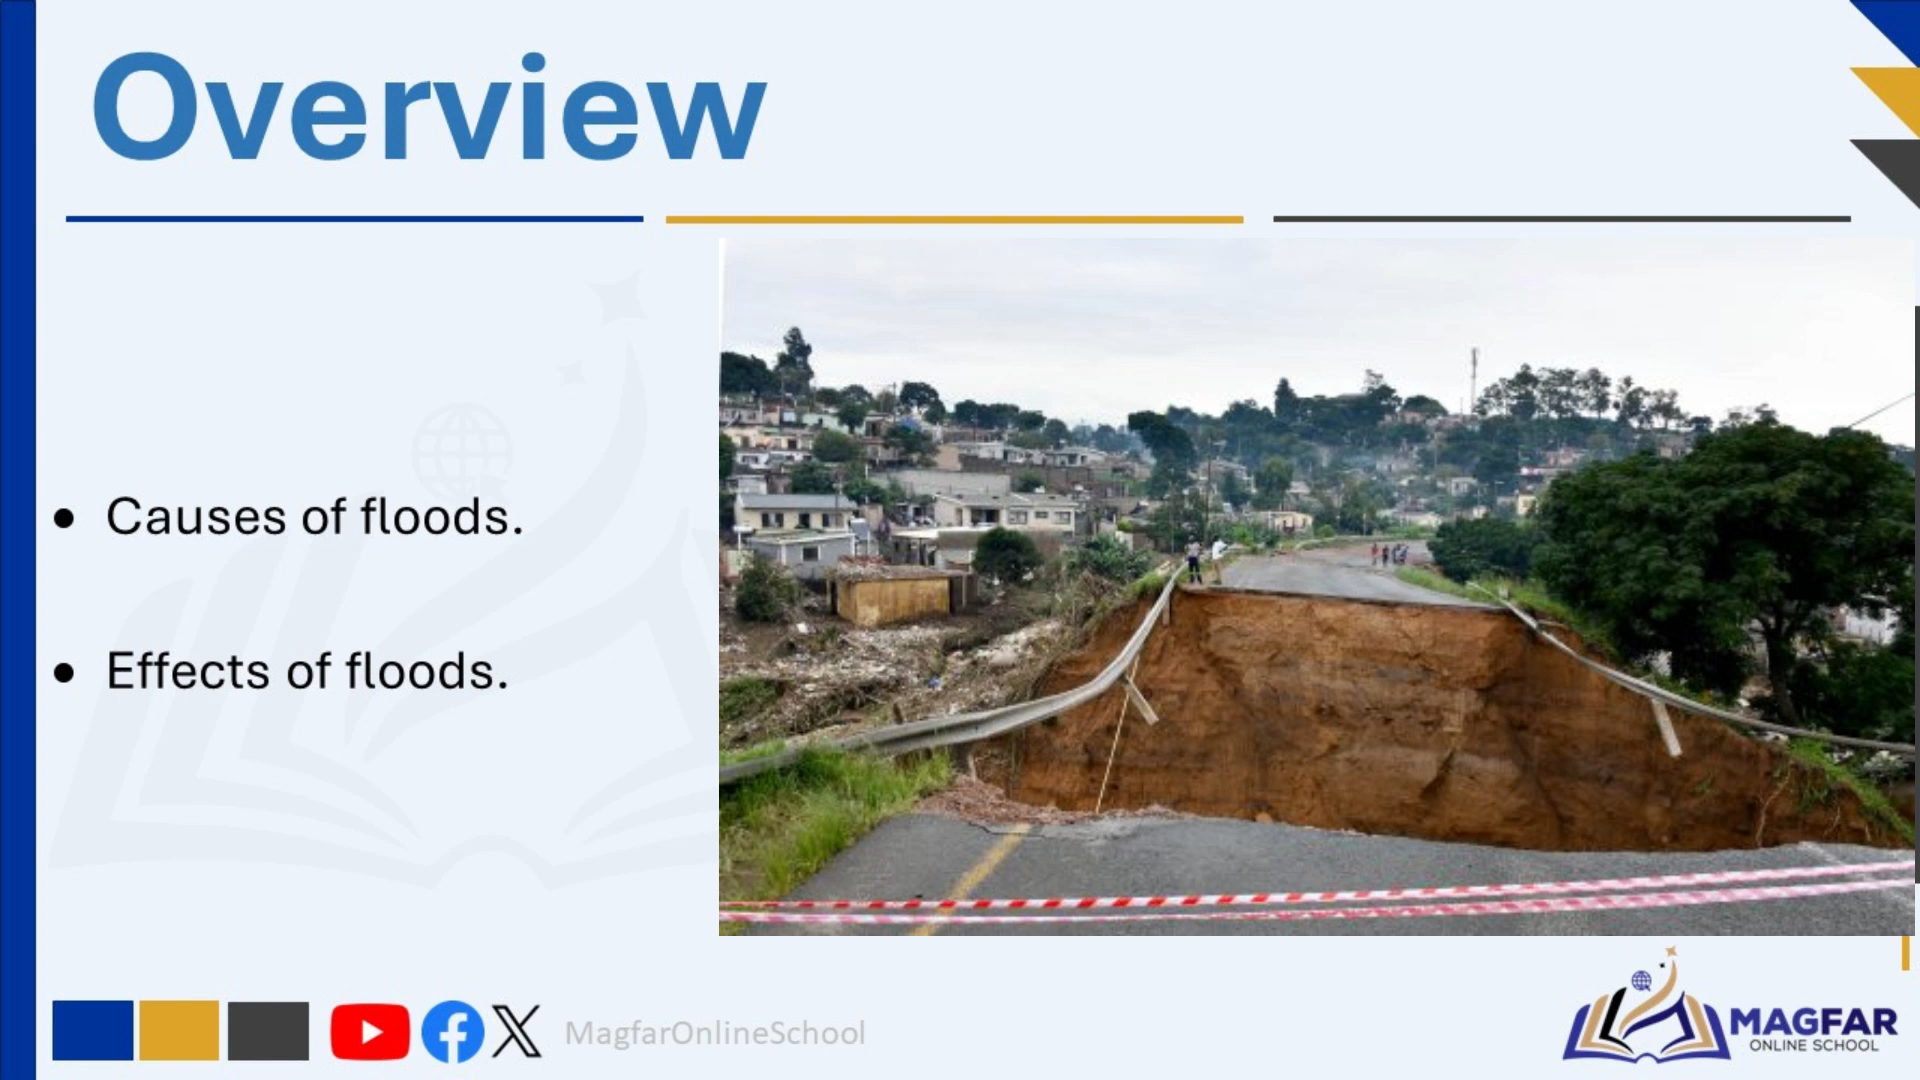 Overview
• Causes of floods.
• Effects of floods.
MagfarOnlineSchool
MAGFAR
ONLINE SCHOOL